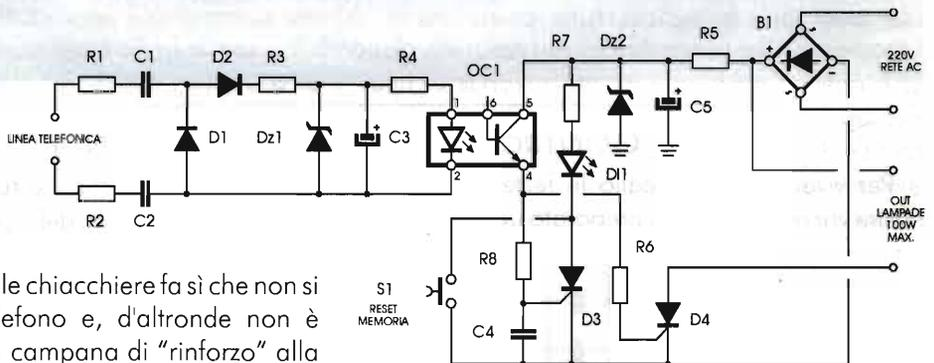 B1
R7
Dz2
R5
220V
RETE AC
R1
C1
D2
R3
R4
OC1
+
-
~
~
1
6
5
+
C5
LINEA TELEFONICA
D1
Dz1
+
C3
2
4
Dl1
R2
C2
OUT
LAMPADE
100W
MAX.
R8
R6
S1
RESET
MEMORIA
C4
D3
D4
le chiacchiere fa sì che non si
efono e, d'altronde non è
campana di "rinforzo" alla